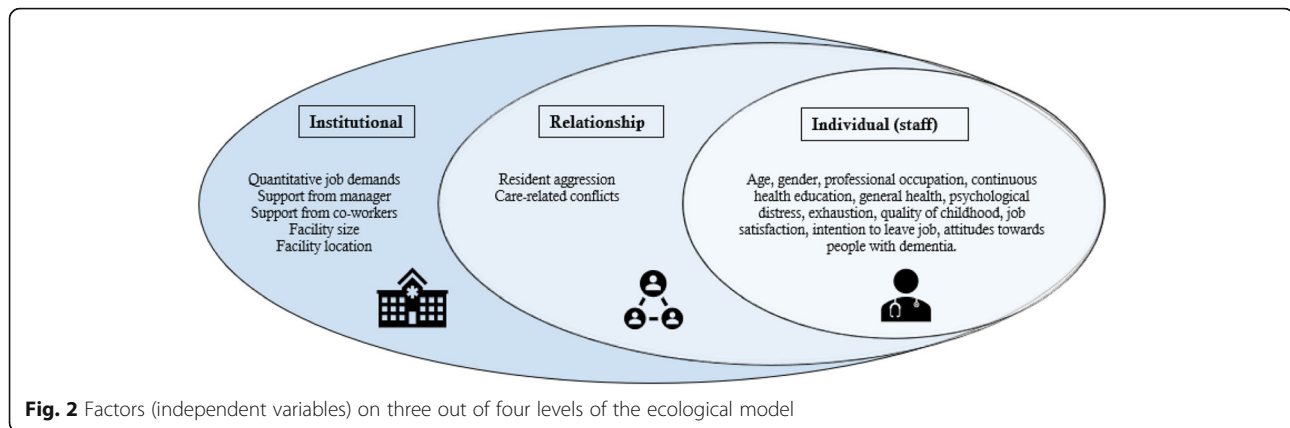 Institutional
Quantitative job demands
Support from manager
Support from co-workers
Facility size
Facility location
Relationship
Resident aggression
Care-related conflicts
Individual (staff)
Age, gender, professional occupation, continuous
health education, general health, psychological
distress, exhaustion, quality of childhood, job
satisfaction, intention to leave job, attitudes towards
people with dementia.
Fig. 2 Factors (independent variables) on three out of four levels of the ecological model